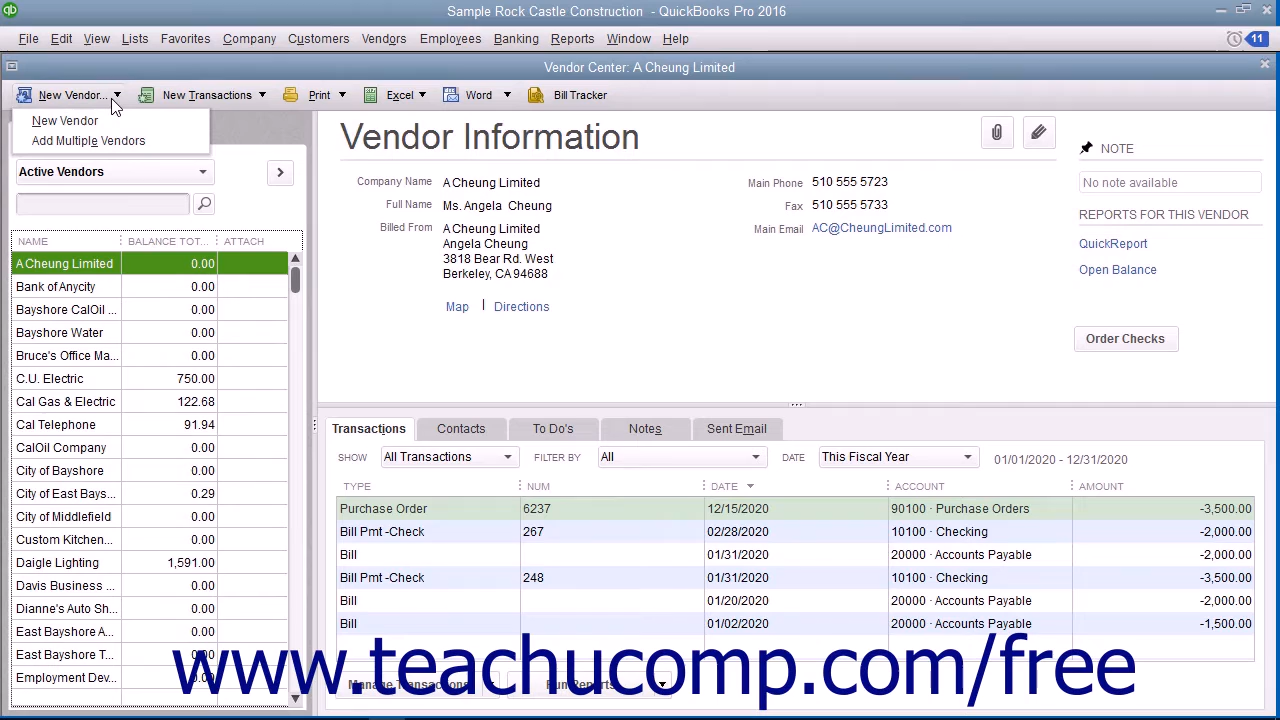 Sample Rock Castle Construction - QuickBooks Pro 2016
File Edit View Lists Favorites Company Customers Vendors Employees Banking Reports Window Help 11
Vendor Center: A Cheung Limited
New Vendor... New Transactions Print Excel Word Bill Tracker
New Vendor
Add Multiple Vendors
Active Vendors
NAME BALANCE TOT... ATTACH
A Cheung Limited 0.00
Bank of Anycity 0.00
Bayshore CalOil ... 0.00
Bayshore Water 0.00
Bruce's Office Ma... 0.00
C.U. Electric 750.00
Cal Gas & Electric 122.68
Cal Telephone 91.94
CalOil Company 0.00
City of Bayshore 0.00
City of East Bays... 0.29
City of Middlefield 0.00
Custom Kitchen... 0.00
Daigle Lighting 1,591.00
Davis Business ... 0.00
Dianne's Auto Sh... 0.00
East Bayshore A... 0.00
East Bayshore T... 0.00
Employment Dev...
Vendor Information
Company Name A Cheung Limited
Full Name Ms. Angela Cheung
Billed From A Cheung Limited
Angela Cheung
3818 Bear Rd. West
Berkeley, CA 94688
Map | Directions
Main Phone 510 555 5723
Fax 510 555 5733
Main Email AC@CheungLimited.com
NOTE
No note available
REPORTS FOR THIS VENDOR
QuickReport
Open Balance
Order Checks
Transactions Contacts To Do's Notes Sent Email
SHOW All Transactions FILTER BY All DATE This Fiscal Year 01/01/2020 - 12/31/2020
TYPE NUM DATE ACCOUNT AMOUNT
Purchase Order 6237 12/15/2020 90100 · Purchase Orders -3,500.00
Bill Pmt -Check 267 02/28/2020 10100 · Checking -2,000.00
Bill 01/31/2020 20000 · Accounts Payable -2,000.00
Bill Pmt -Check 248 01/31/2020 10100 · Checking -3,500.00
Bill 01/20/2020 20000 · Accounts Payable -2,000.00
Bill 01/02/2020 20000 · Accounts Payable -1,500.00
Manage Transactions Run Reports
www.teachucomp.com/free